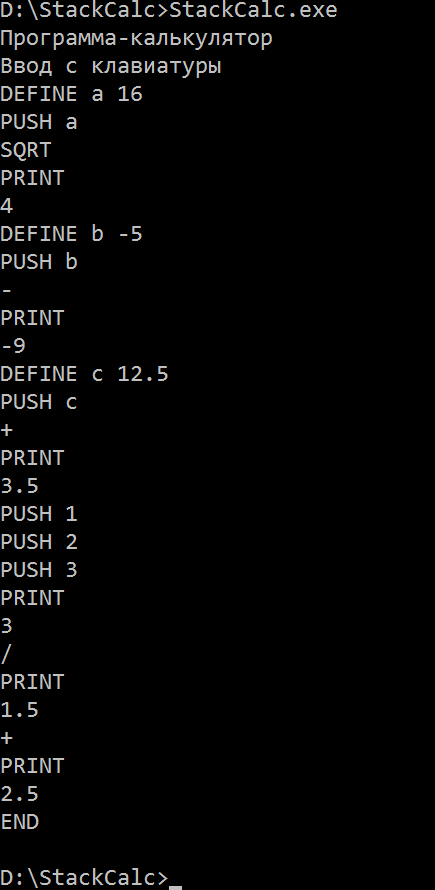 D:\StackCalc>StackCalc.exe
Программа-калькулятор
Ввод с клавиатуры
DEFINE a 16
PUSH a
SQRT
PRINT
4
DEFINE b -5
PUSH b
-
PRINT
-9
DEFINE c 12.5
PUSH c
+
PRINT
3.5
PUSH 1
PUSH 2
PUSH 3
PRINT
3
/
PRINT
1.5
+
PRINT
2.5
END
D:\StackCalc>_